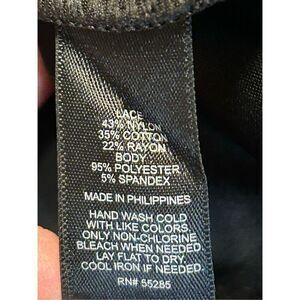 LACE
43% NYLON
35% COTTON
22% RAYON
BODY
95% POLYESTER
5% SPANDEX
MADE IN PHILIPPINES
HAND WASH COLD
WITH LIKE COLORS.
ONLY NON-CHLORINE
BLEACH WHEN NEEDED.
LAY FLAT TO DRY.
COOL IRON IF NEEDED.
RN# 55285